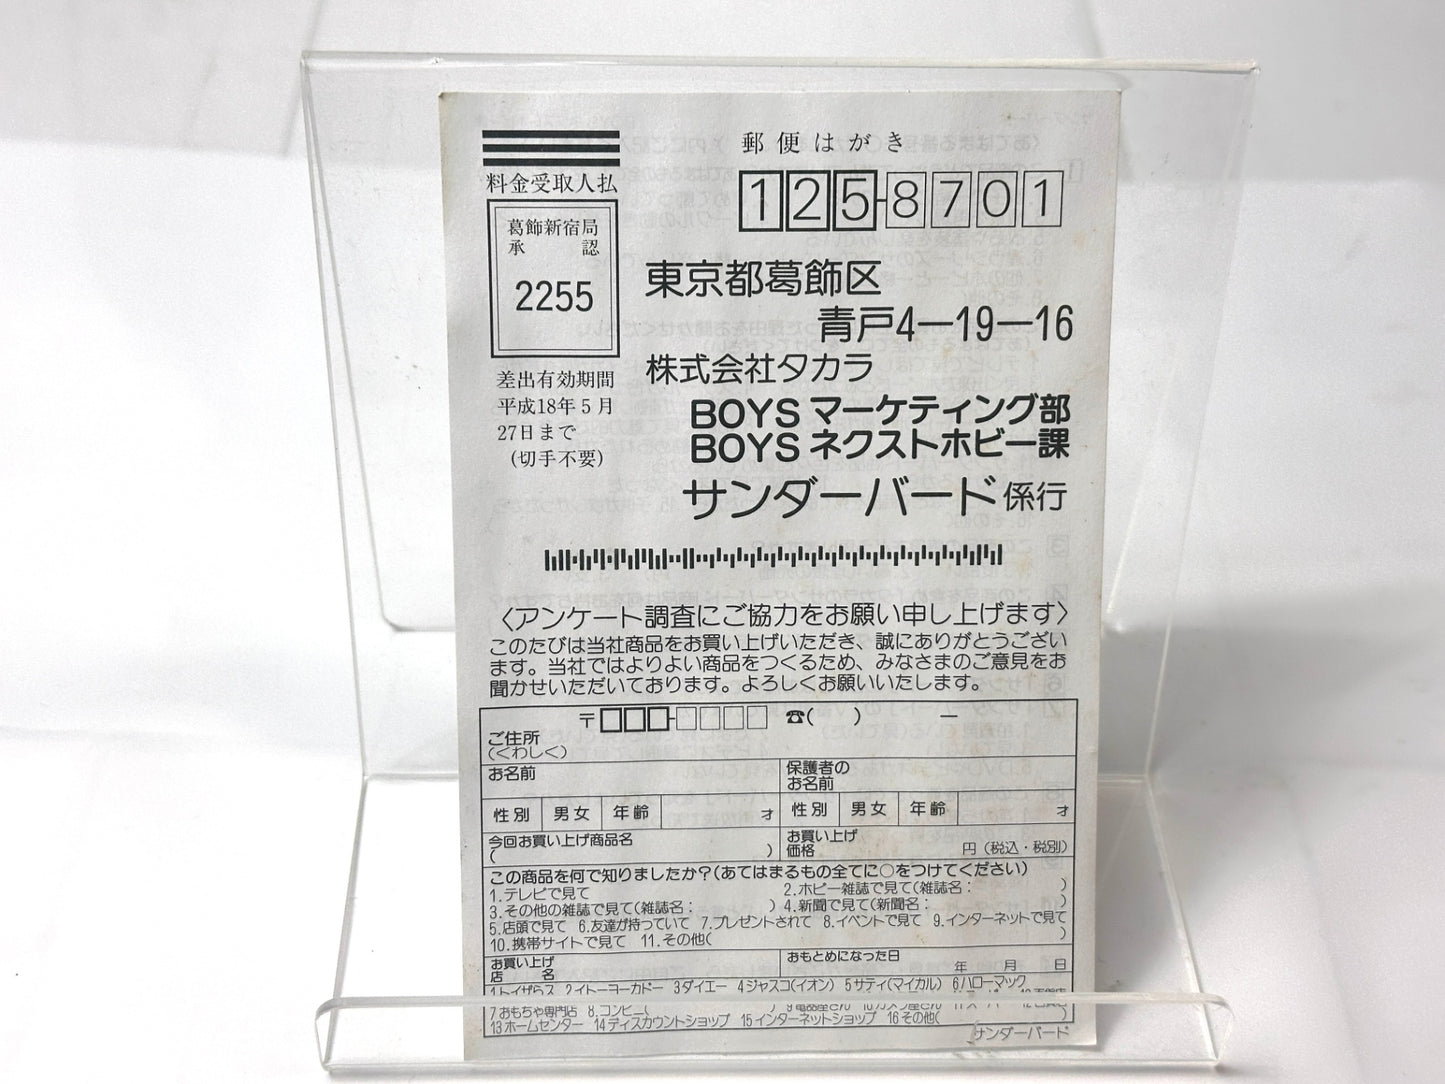 郵便はがき
料金受取人払
125-8701
葛飾新宿局
承認
2255
差出有効期間
平成18年5月
27日まで
(切手不要)
東京都葛飾区
青戸4―19―16
株式会社タカラ
BOYSマーケティング部
BOYSネクストホビー課
サンダーバード係行
〈アンケート調査にご協力をお願い申し上げます〉
このたびは当社商品をお買い上げいただき、誠にありがとうござい
ます。当社ではよりよい商品をつくるため、みなさまのご意見をお
聞かせいただいております。よろしくお願いいたします。
〒□□□-□□□□ ☎( ) ―
ご住所
(くわしく)
お名前 保護者の
お名前
性別 男女 年齢 才 性別 男女 年齢 才
今回お買い上げ商品名
( )
お買い上げ
価格 円(税込・税別)
この商品を何で知りましたか?(あてはまるもの全てに○をつけてください)
1.テレビで見て 2.ホビー雑誌で見て(雑誌名: )
3.その他の雑誌で見て(雑誌名: ) 4.新聞で見て(新聞名: )
5.店頭で見て 6.友達が持っていて 7.プレゼントされて 8.イベントで見て 9.インターネットで見て
10.携帯サイトで見て 11.その他( )
お買い上げ
店名
おもとめになった日 年 月 日
1トイザらス 2イトーヨーカドー 3ダイエー 4ジャスコ(イオン) 5サティ(マイカル) 6ハローマック
7おもちゃ専門店 8.コンビニ( )
13ホームセンター 14ディスカウントショップ 15インターネットショップ 16その他(
サンダーバード